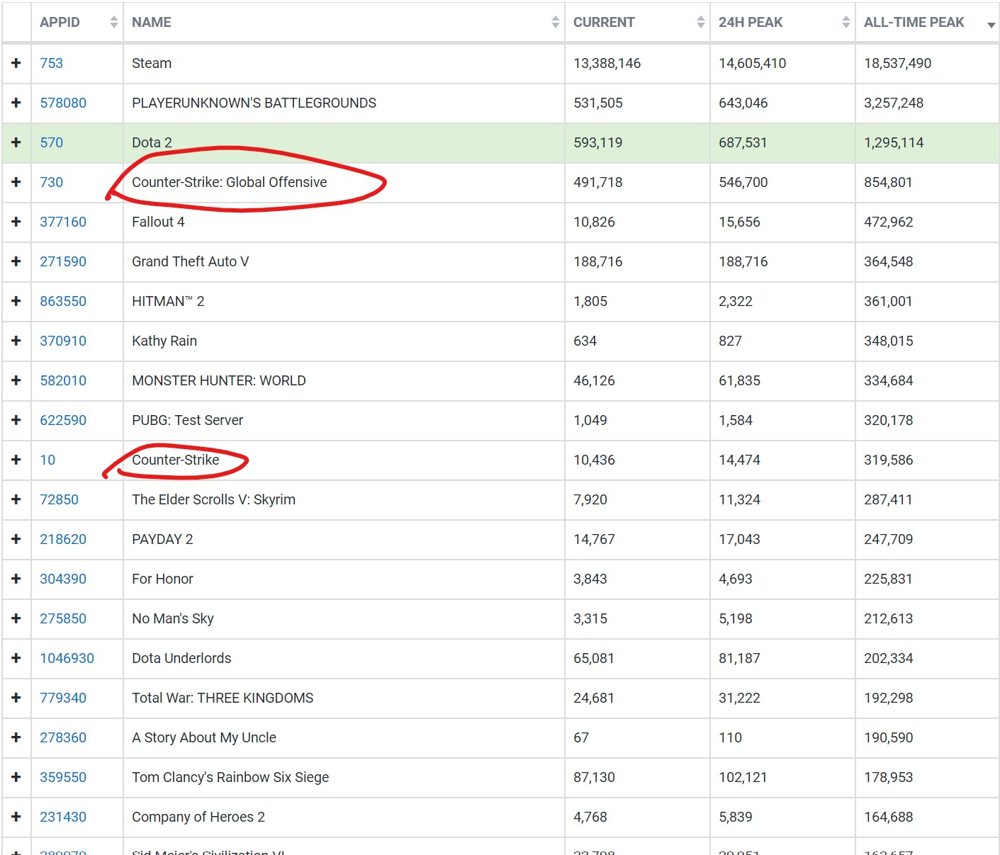 APPID NAME CURRENT 24H PEAK ALL-TIME PEAK
+ 753 Steam 13,388,146 14,605,410 18,537,490
+ 578080 PLAYERUNKNOWN'S BATTLEGROUNDS 531,505 643,046 3,257,248
+ 570 Dota 2 593,119 687,531 1,295,114
+ 730 Counter-Strike: Global Offensive 491,718 546,700 854,801
+ 377160 Fallout 4 10,826 15,656 472,962
+ 271590 Grand Theft Auto V 188,716 188,716 364,548
+ 863550 HITMAN™ 2 1,805 2,322 361,001
+ 370910 Kathy Rain 634 827 348,015
+ 582010 MONSTER HUNTER: WORLD 46,126 61,835 334,684
+ 622590 PUBG: Test Server 1,049 1,584 320,178
+ 10 Counter-Strike 10,436 14,474 319,586
+ 72850 The Elder Scrolls V: Skyrim 7,920 11,324 287,411
+ 218620 PAYDAY 2 14,767 17,043 247,709
+ 304390 For Honor 3,843 4,693 225,831
+ 275850 No Man's Sky 3,315 5,198 212,613
+ 1046930 Dota Underlords 65,081 81,187 202,334
+ 779340 Total War: THREE KINGDOMS 24,681 31,222 192,298
+ 278360 A Story About My Uncle 67 110 190,590
+ 359550 Tom Clancy's Rainbow Six Siege 87,130 102,121 178,953
+ 231430 Company of Heroes 2 4,768 5,839 164,688
Sid Meier's Civilization VI